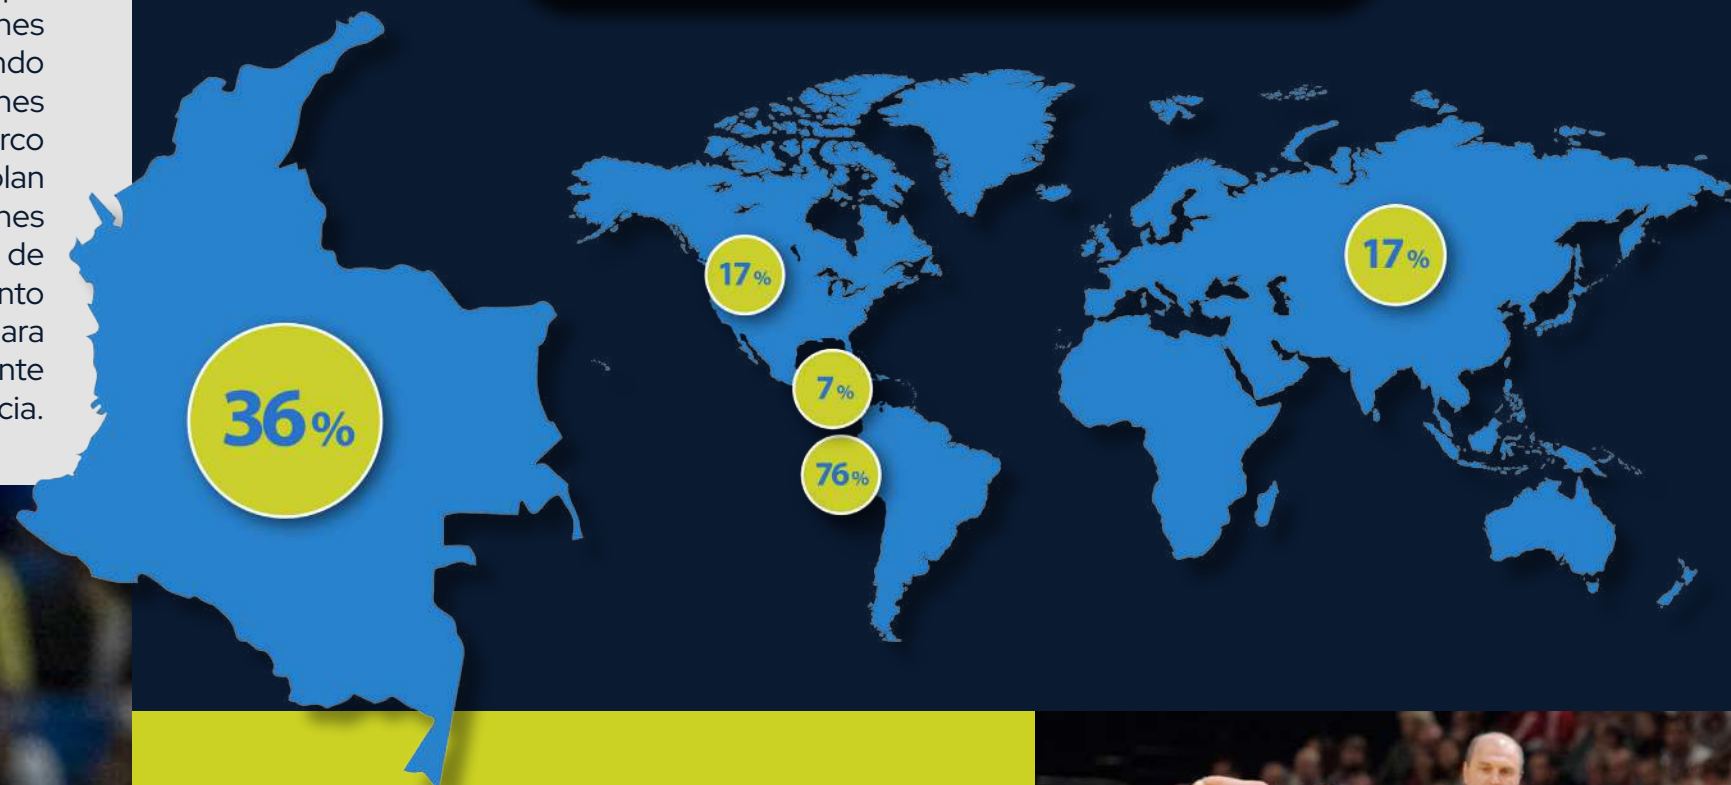 nes
ndo
nes
rco
plan
nes
de
nto
ara
nte
cia.
36%
17%
7%
76%
17%